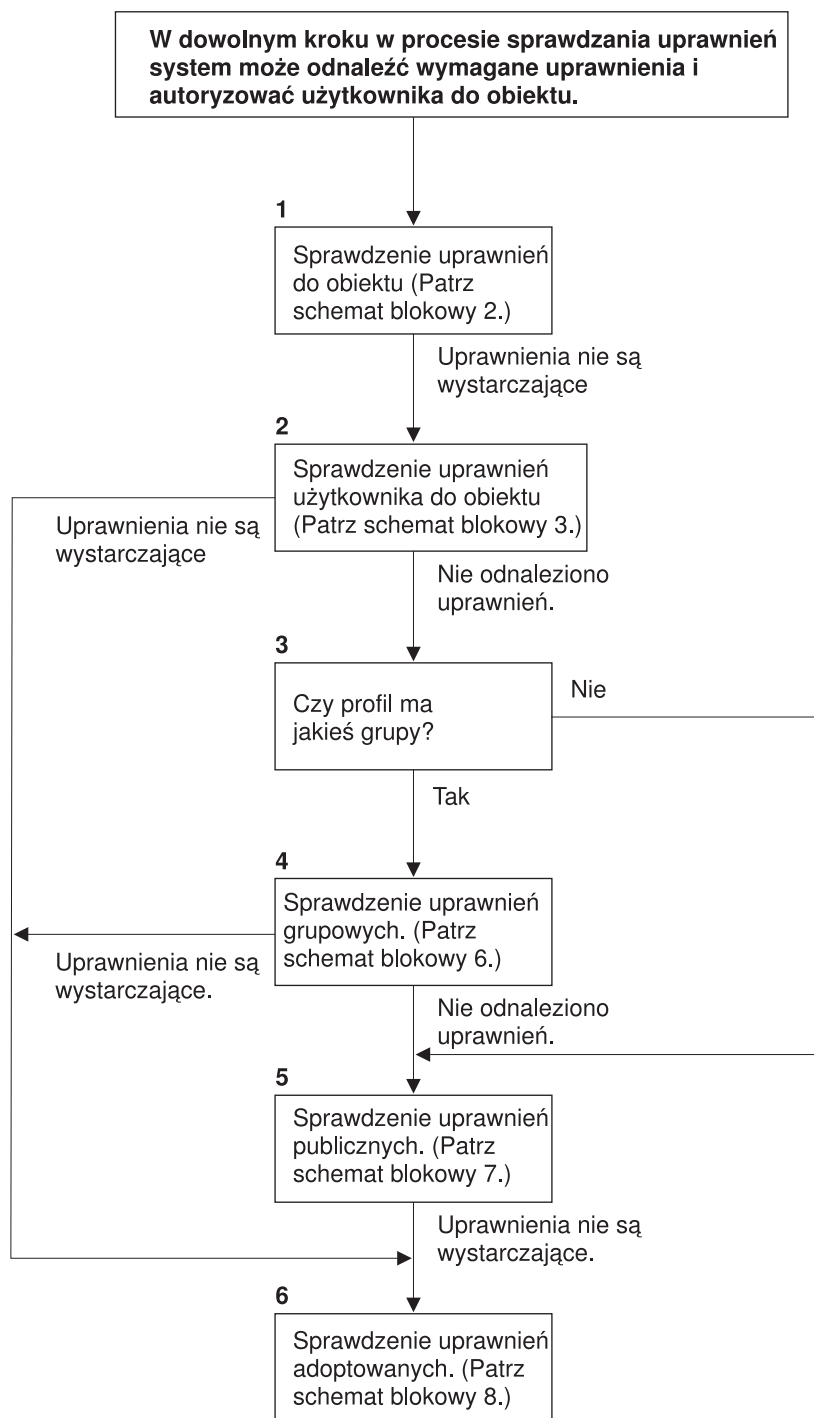 W dowolnym kroku w procesie sprawdzania uprawnień
system może odnaleźć wymagane uprawnienia i
autoryzować użytkownika do obiektu.
1
Sprawdzenie uprawnień
do obiektu (Patrz
schemat blokowy 2.)
Uprawnienia nie są
wystarczające
2
Sprawdzenie uprawnień
użytkownika do obiektu
(Patrz schemat blokowy 3.)
Uprawnienia nie są
wystarczające
Nie odnaleziono
uprawnień.
3
Czy profil ma
jakieś grupy?
Nie
Tak
4
Sprawdzenie uprawnień
grupowych. (Patrz
schemat blokowy 6.)
Uprawnienia nie są
wystarczające.
Nie odnaleziono
uprawnień.
5
Sprawdzenie uprawnień
publicznych. (Patrz
schemat blokowy 7.)
Uprawnienia nie są
wystarczające.
6
Sprawdzenie uprawnień
adoptowanych. (Patrz
schemat blokowy 8.)